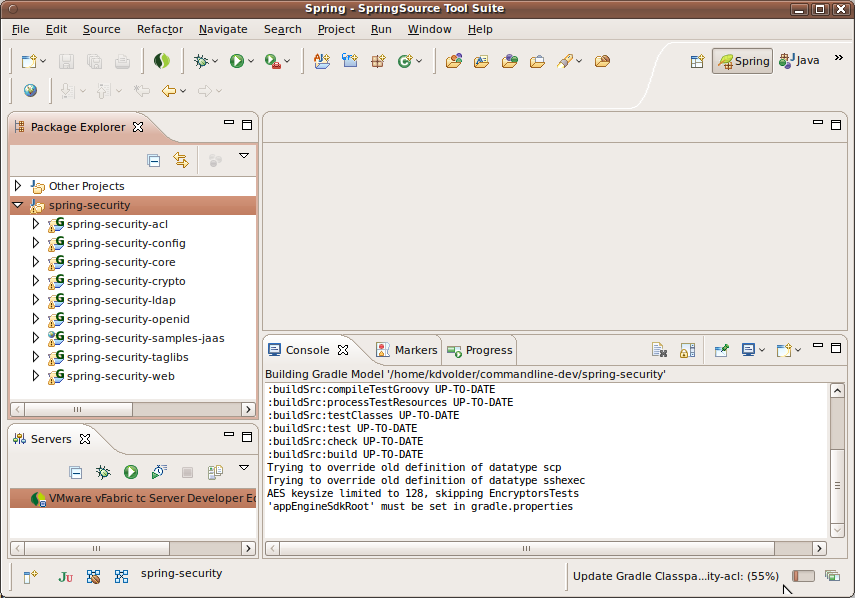 Spring - SpringSource Tool Suite
File Edit Source Refactor Navigate Search Project Run Window Help
Spring Java »
Package Explorer
Other Projects
spring-security
spring-security-acl
spring-security-config
spring-security-core
spring-security-crypto
spring-security-ldap
spring-security-openid
spring-security-samples-jaas
spring-security-taglibs
spring-security-web
Servers
VMware vFabric tc Server Developer Ec
Console Markers Progress
Building Gradle Model '/home/kdvolder/commandline-dev/spring-security'
:buildSrc:compileTestGroovy UP-TO-DATE
:buildSrc:processTestResources UP-TO-DATE
:buildSrc:testClasses UP-TO-DATE
:buildSrc:test UP-TO-DATE
:buildSrc:check UP-TO-DATE
:buildSrc:build UP-TO-DATE
Trying to override old definition of datatype scp
Trying to override old definition of datatype sshexec
AES keysize limited to 128, skipping EncryptorsTests
'appEngineSdkRoot' must be set in gradle.properties
JU spring-security Update Gradle Classpa...ity-acl: (55%)